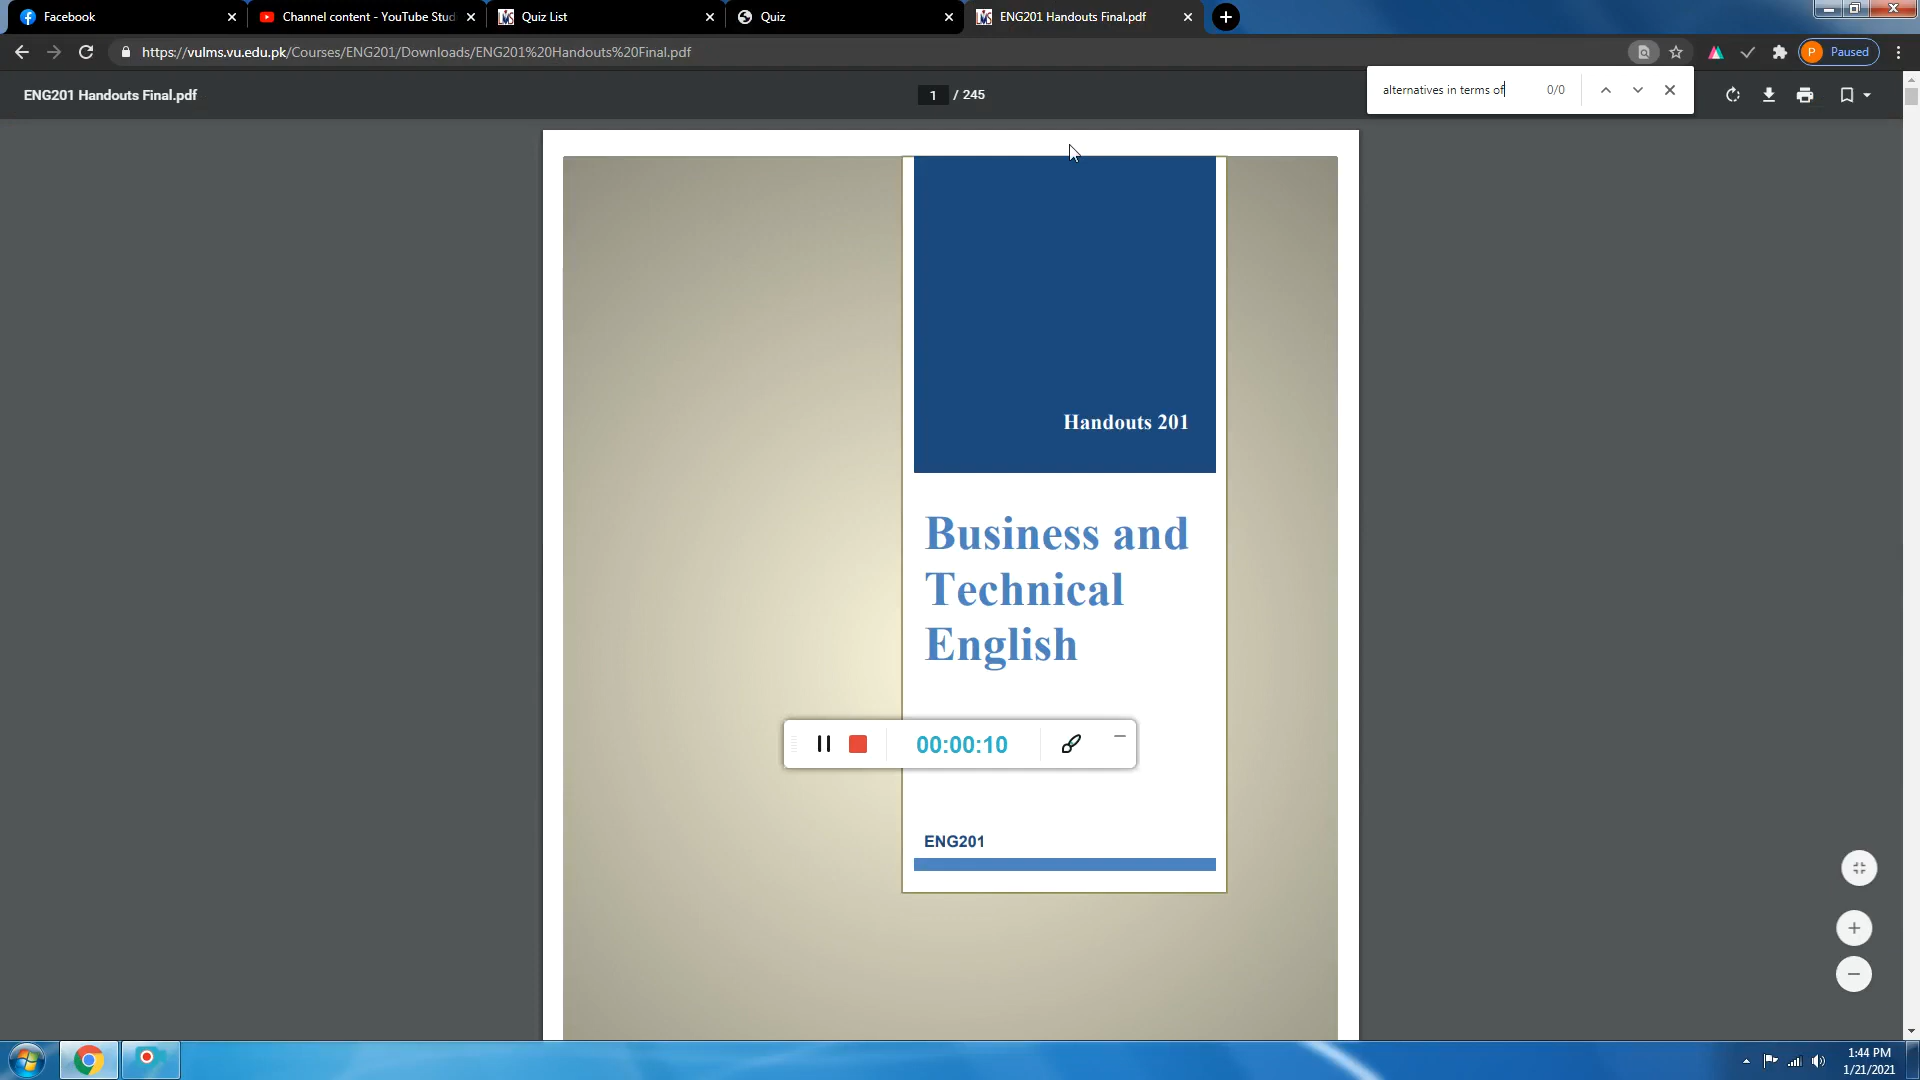 Facebook
Channel content - YouTube Stud
Quiz List
Quiz
ENG201 Handouts Final.pdf
https://vulms.vu.edu.pk/Courses/ENG201/Downloads/ENG201%20Handouts%20Final.pdf
P
Paused
ENG201 Handouts Final.pdf
1 / 245
alternatives in terms of
0/0
Handouts 201
Business and
Technical
English
00:00:10
ENG201
1:44 PM
1/21/2021